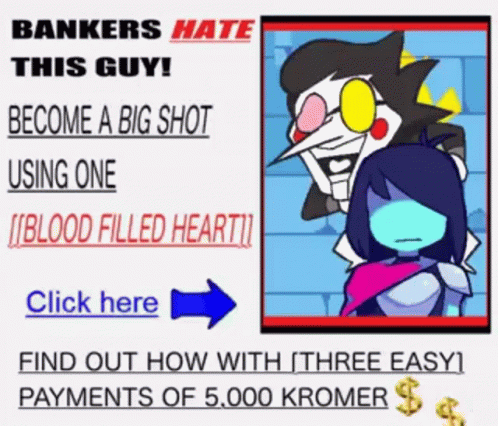 BANKERS HATE
THIS GUY!
BECOME A BIG SHOT
USING ONE
[[BLOOD FILLED HEART]]
Click here
FIND OUT HOW WITH [THREE EASY]
PAYMENTS OF 5,000 KROMER